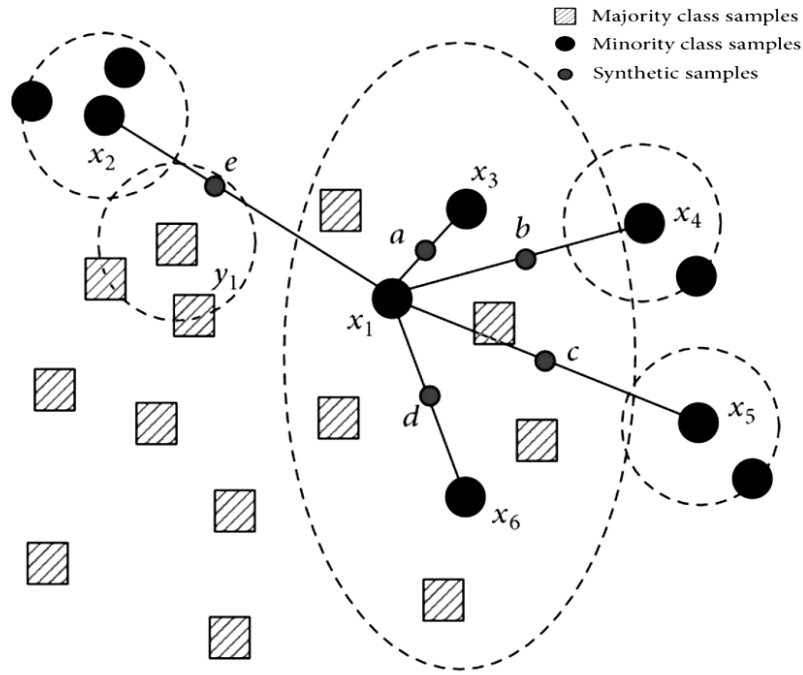 Majority class samples
Minority class samples
Synthetic samples
x2
e
x3
a
b
x4
y1
x1
c
d
x5
x6